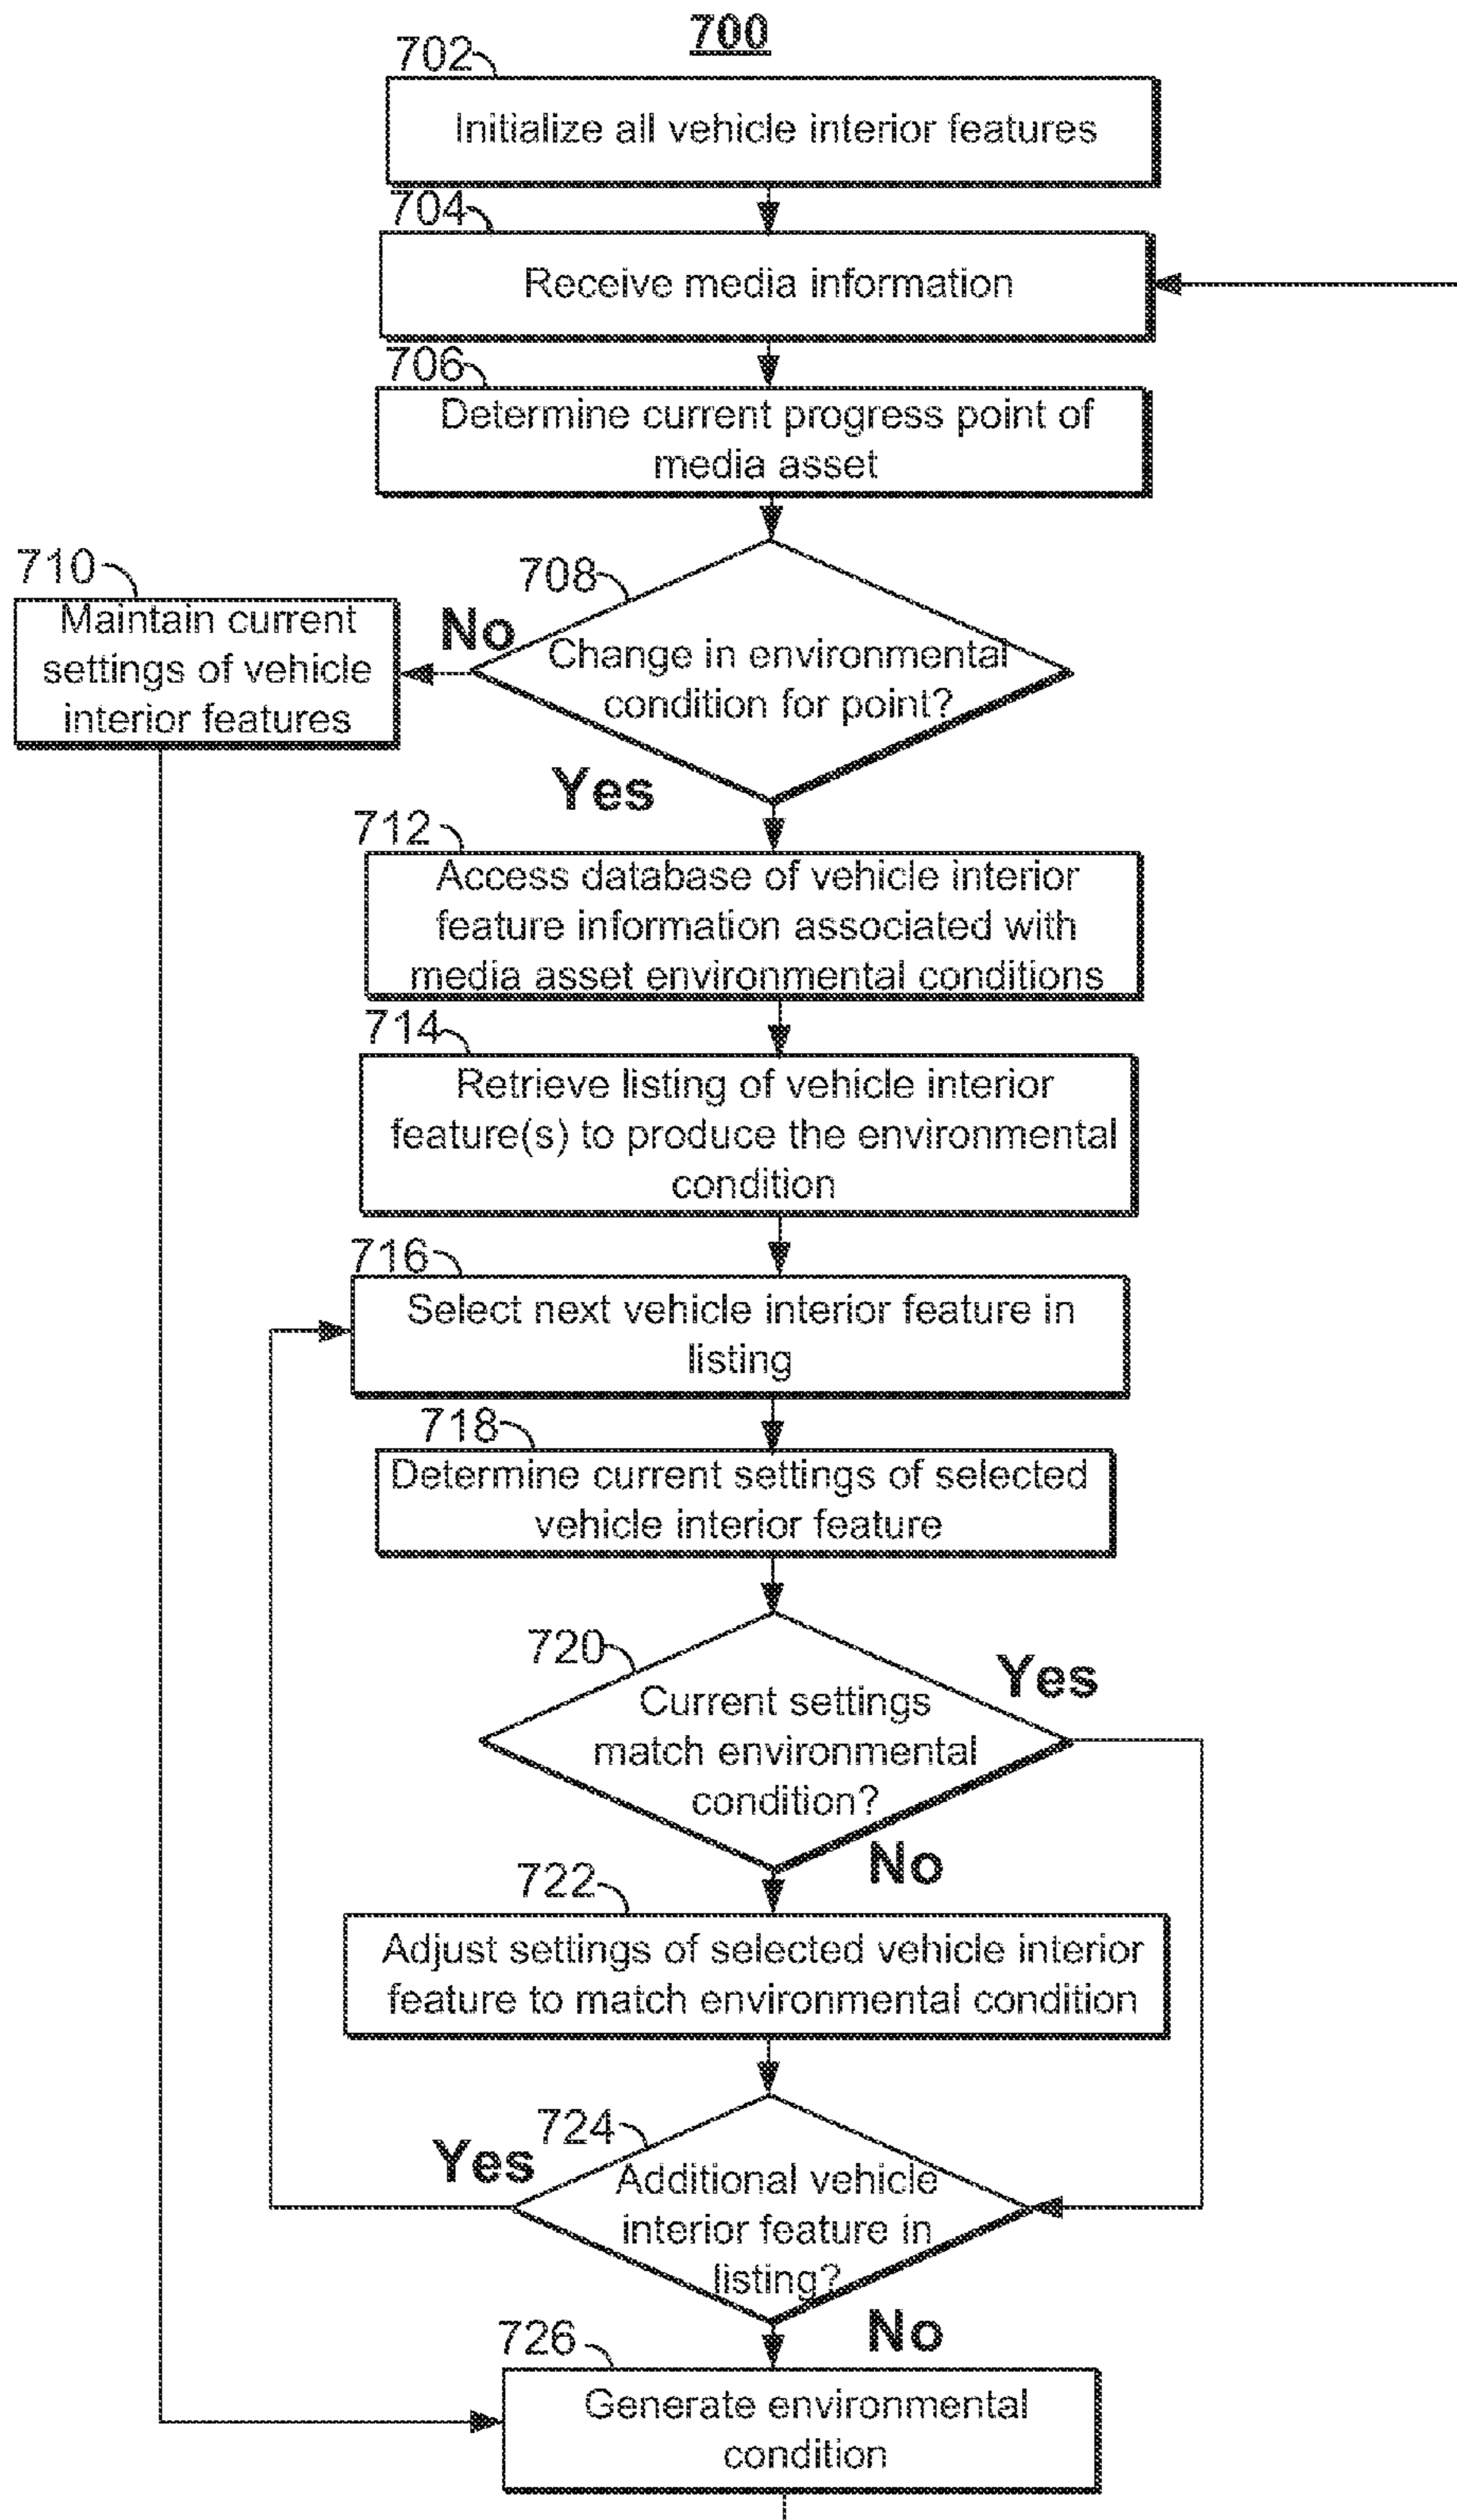 700
702
Initialize all vehicle interior features
704
Receive media information
706
Determine current progress point of
media asset
708
Change in environmental
condition for point?
No
710
Maintain current
settings of vehicle
interior features
Yes
712
Access database of vehicle interior
feature information associated with
media asset environmental conditions
714
Retrieve listing of vehicle interior
feature(s) to produce the environmental
condition
716
Select next vehicle interior feature in
listing
718
Determine current settings of selected
vehicle interior feature
720
Yes
Current settings
match environmental
condition?
No
722
Adjust settings of selected vehicle interior
feature to match environmental condition
724
Yes
Additional vehicle
interior feature in
listing?
No
726
Generate environmental
condition